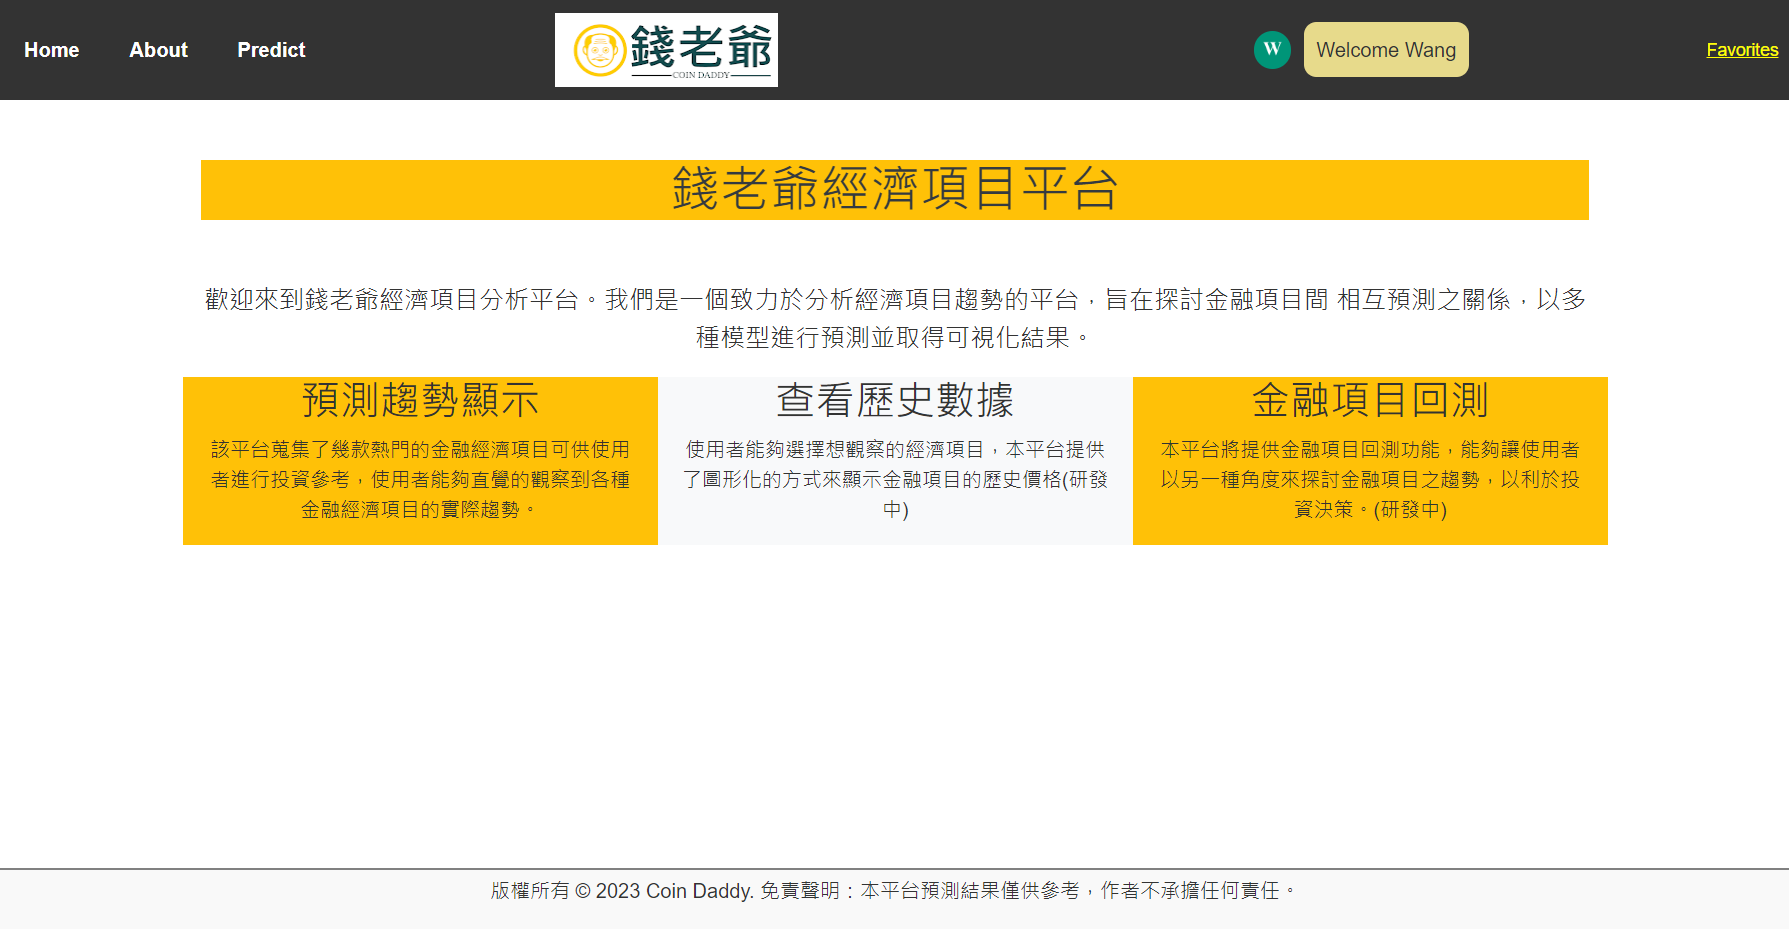 Home
About
Predict
錢老爺
COIN DADDY
W
Welcome Wang
Favorites
錢老爺經濟項目平台
歡迎來到錢老爺經濟項目分析平台。我們是一個致力於分析經濟項目趨勢的平台，旨在探討金融項目間 相互預測之關係，以多
種模型進行預測並取得可視化結果。
預測趨勢顯示
該平台蒐集了幾款熱門的金融經濟項目可供使用
者進行投資參考，使用者能夠直覺的觀察到各種
金融經濟項目的實際趨勢。
查看歷史數據
使用者能夠選擇想觀察的經濟項目，本平台提供
了圖形化的方式來顯示金融項目的歷史價格(研發
中)
金融項目回測
本平台將提供金融項目回測功能，能夠讓使用者
以另一種角度來探討金融項目之趨勢，以利於投
資決策。(研發中)
版權所有 © 2023 Coin Daddy. 免責聲明：本平台預測結果僅供參考，作者不承擔任何責任。